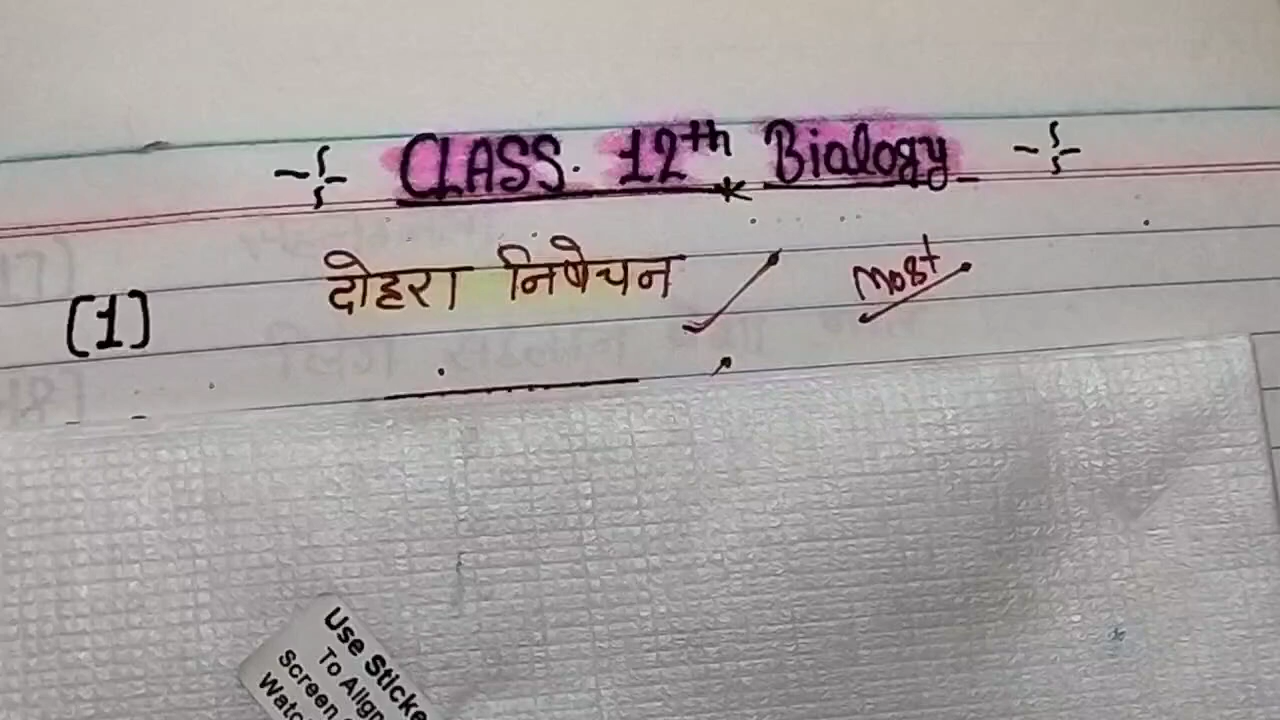 CLASS. 12th Bialogy
(1) दोहरा निषेचन Most
Use Sticke
To Align
Screen
Watc